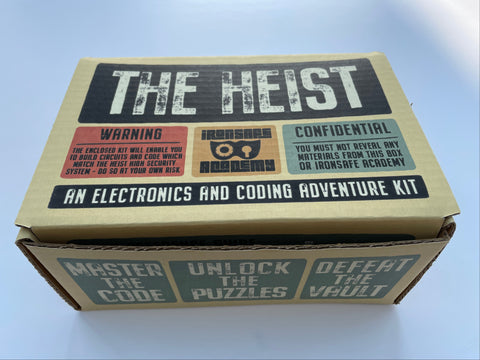 THE HEIST
WARNING
THE ENCLOSED KIT WILL ENABLE YOU
TO BUILD CIRCUITS AND CODE WHICH
MATCH THE HEIST HIGH SECURITY
SYSTEM - DO SO AT YOUR OWN RISK
IRONSAFE
ACADEMY
CONFIDENTIAL
YOU MUST NOT REVEAL ANY
MATERIALS FROM THIS BOX
OR IRONSAFE ACADEMY
AN ELECTRONICS AND CODING ADVENTURE KIT
MASTER
THE
CODE
UNLOCK
THE
PUZZLES
DEFEAT
THE
VAULT